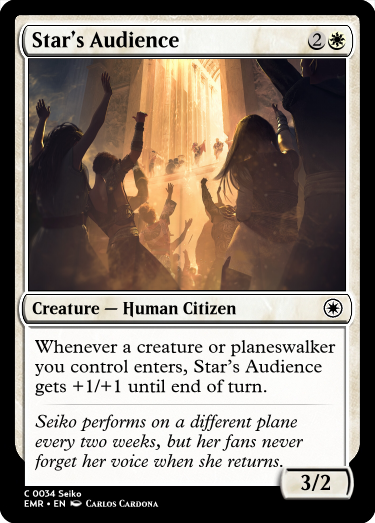 Star's Audience 2
Creature — Human Citizen
Whenever a creature or planeswalker
you control enters, Star's Audience
gets +1/+1 until end of turn.
Seiko performs on a different plane
every two weeks, but her fans never
forget her voice when she returns.
3/2
C 0034 Seiko
EMR • EN Carlos Cardona